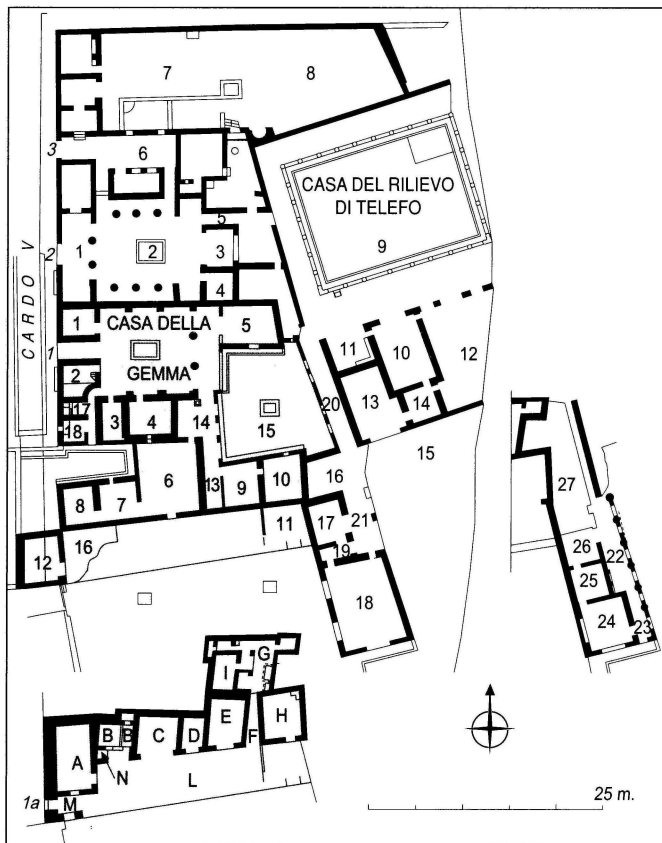 7
8
3
6
CASA DEL RILIEVO
DI TELEFO
9
5
2
1
2
3
4
CARDO V
1
CASA DELLA
GEMMA
5
1
2
11
10
12
17
3
4
14
15
20
13
14
18
15
16
27
6
13
9
10
8
7
11
17
21
26
22
12
16
19
25
18
24
23
G
I
E
H
B
B
C
D
F
A
N
L
1a
M
25 m.